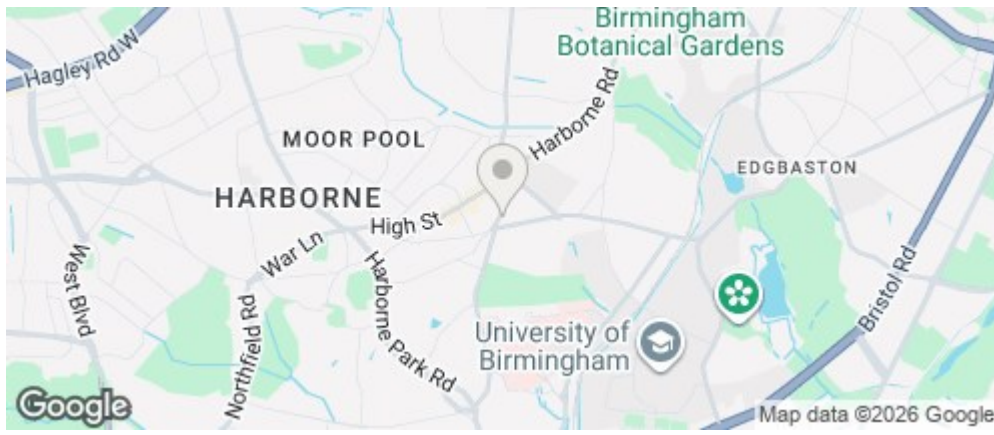 Birmingham
Botanical Gardens
Hagley Rd W
Harborne Rd
MOOR POOL
EDGBASTON
HARBORNE
High St
War Ln
West Blvd
Harborne Park Rd
Northfield Rd
Bristol Rd
University of
Birmingham
Google
Map data ©2026 Google